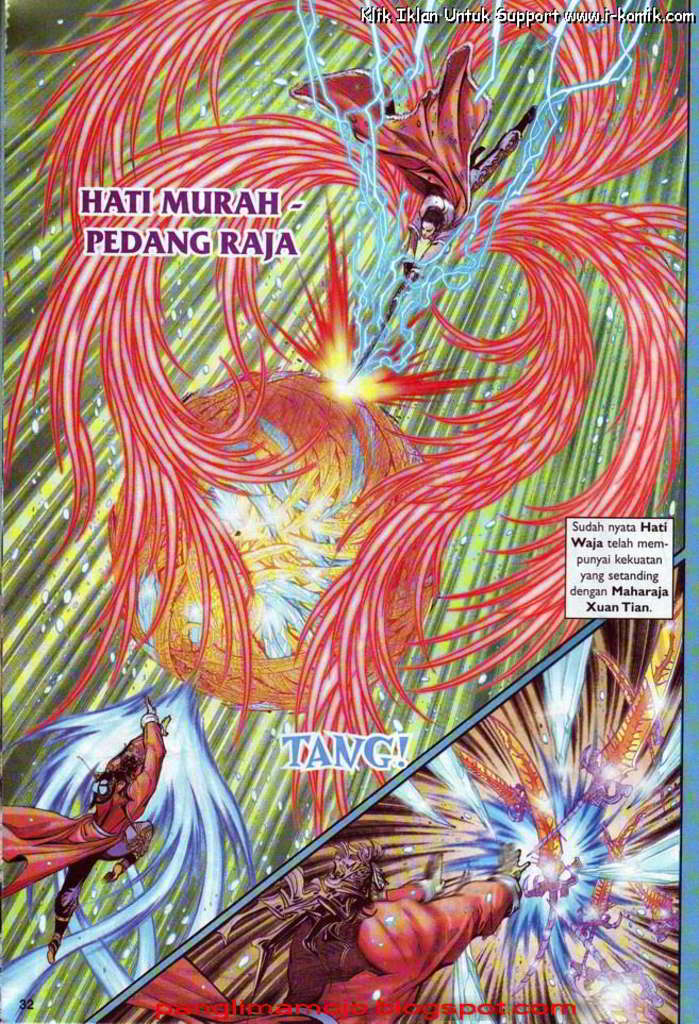 Klik Iklan Untuk Support www.i-komik.com
HATI MURAH -
PEDANG RAJA
Sudah nyata Hati
Waja telah mem-
punyai kekuatan
yang setanding
dengan Maharaja
Xuan Tian.
TANG!
32
panglimamojo.blogspot.com